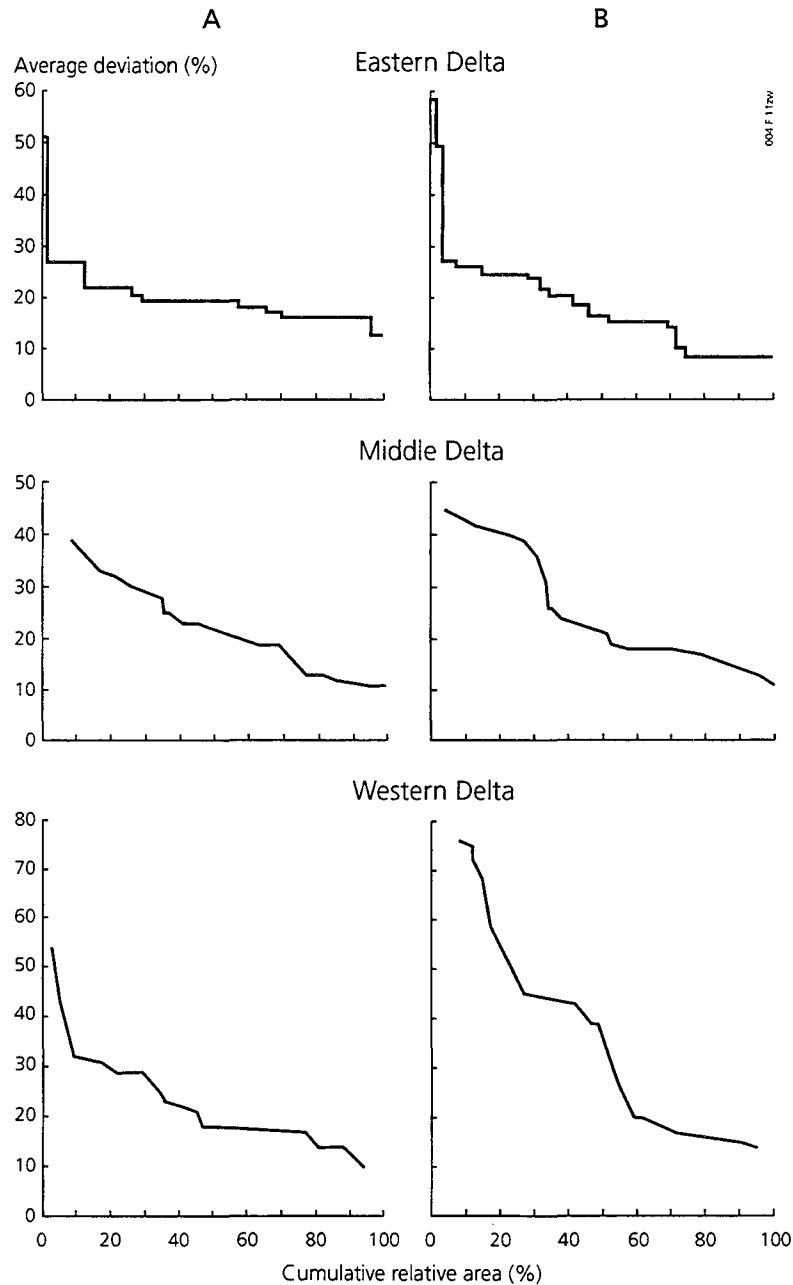 A B
Average deviation (%)
Eastern Delta
60
50
40
30
20
10
0
004 F 11zw
Middle Delta
50
40
30
20
10
0
Western Delta
80
70
60
50
40
30
20
10
0
0 20 40 60 80 100 0 20 40 60 80 100
Cumulative relative area (%)